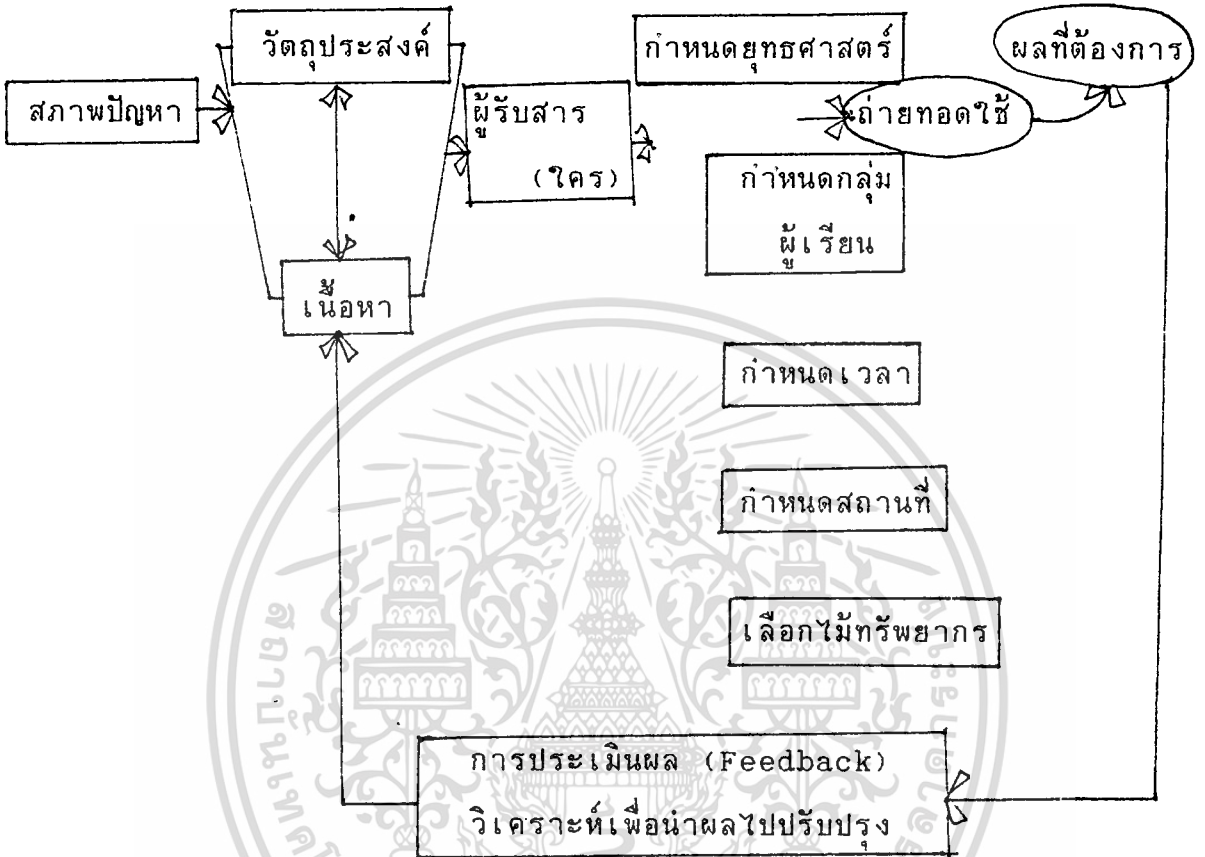 วัตถุประสงค์
กำหนดยุทธศาสตร์
ผลที่ต้องการ
สภาพปัญหา
ผู้รับสาร
(ใคร)
ถ่ายทอดใช้
กำหนดกลุ่ม
ผู้เรียน
เนื้อหา
กำหนดเวลา
กำหนดสถานที่
เลือกไม้ทรัพยากร
การประเมินผล (Feedback)
วิเคราะห์เพื่อนำผลไปปรับปรุง